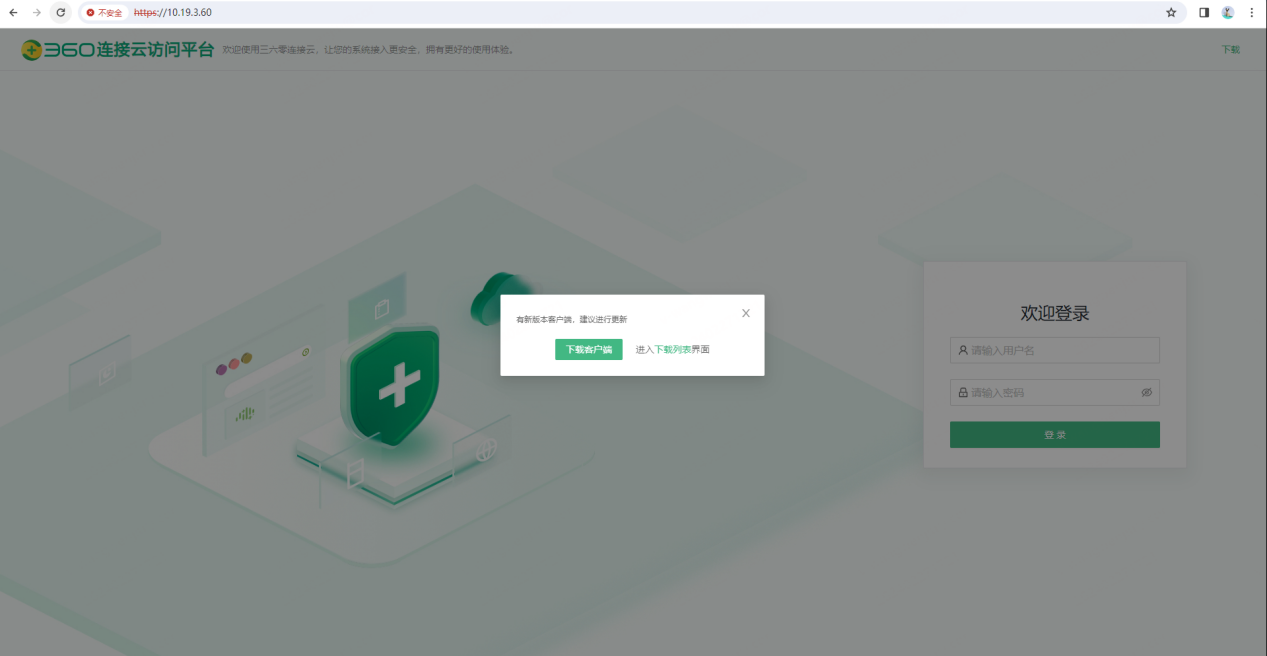 不安全 https://10.19.3.60
360连接云访问平台 欢迎使用三六零连接云，让您的系统接入更安全，拥有更好的使用体验。 下载
有新版本客户端，建议进行更新
下载客户端 进入下载列表界面
欢迎登录
请输入用户名
请输入密码
登 录